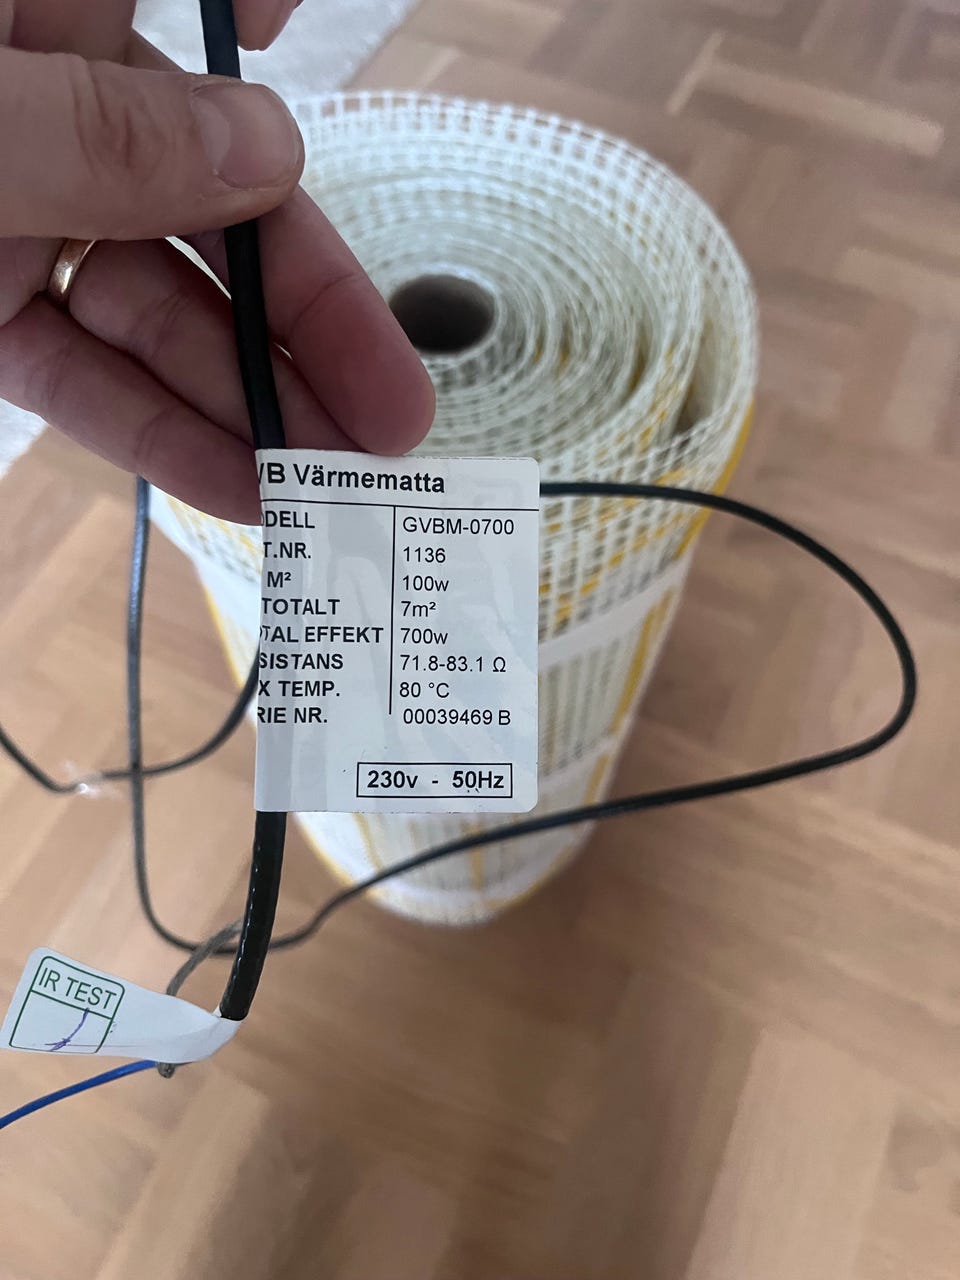 VB Värmematta
DELL GVBM-0700
T.NR. 1136
M² 100w
TOTALT 7m²
TAL EFFEKT 700w
SISTANS 71.8-83.1 Ω
X TEMP. 80 °C
RIE NR. 00039469 B
230v - 50Hz
IR TEST